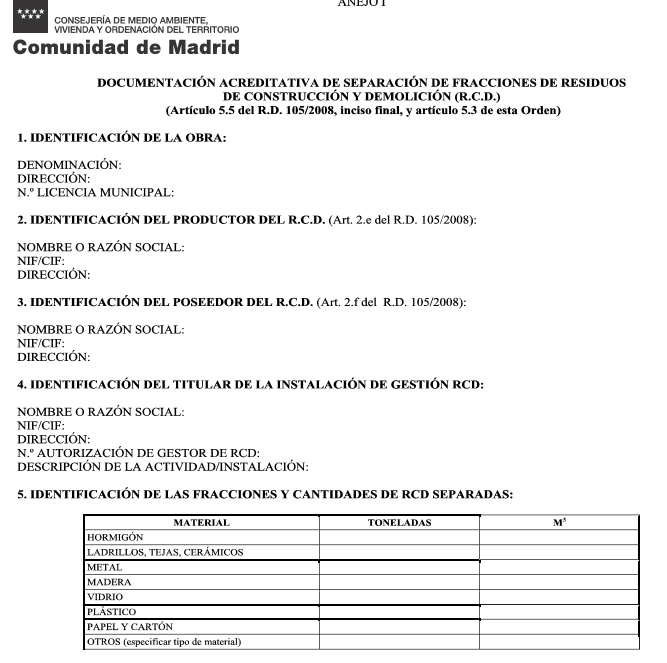 ANEJO I
CONSEJERÍA DE MEDIO AMBIENTE,
VIVIENDA Y ORDENACIÓN DEL TERRITORIO
Comunidad de Madrid
DOCUMENTACIÓN ACREDITATIVA DE SEPARACIÓN DE FRACCIONES DE RESIDUOS
DE CONSTRUCCIÓN Y DEMOLICIÓN (R.C.D.)
(Artículo 5.5 del R.D. 105/2008, inciso final, y artículo 5.3 de esta Orden)
1. IDENTIFICACIÓN DE LA OBRA:
DENOMINACIÓN:
DIRECCIÓN:
N.º LICENCIA MUNICIPAL:
2. IDENTIFICACIÓN DEL PRODUCTOR DEL R.C.D. (Art. 2.e del R.D. 105/2008):
NOMBRE O RAZÓN SOCIAL:
NIF/CIF:
DIRECCIÓN:
3. IDENTIFICACIÓN DEL POSEEDOR DEL R.C.D. (Art. 2.f del R.D. 105/2008):
NOMBRE O RAZÓN SOCIAL:
NIF/CIF:
DIRECCIÓN:
4. IDENTIFICACIÓN DEL TITULAR DE LA INSTALACIÓN DE GESTIÓN RCD:
NOMBRE O RAZÓN SOCIAL:
NIF/CIF:
DIRECCIÓN:
N.º AUTORIZACIÓN DE GESTOR DE RCD:
DESCRIPCIÓN DE LA ACTIVIDAD/INSTALACIÓN:
5. IDENTIFICACIÓN DE LAS FRACCIONES Y CANTIDADES DE RCD SEPARADAS:
MATERIAL TONELADAS M³
HORMIGÓN
LADRILLOS, TEJAS, CERÁMICOS
METAL
MADERA
VIDRIO
PLÁSTICO
PAPEL Y CARTÓN
OTROS (especificar tipo de material)